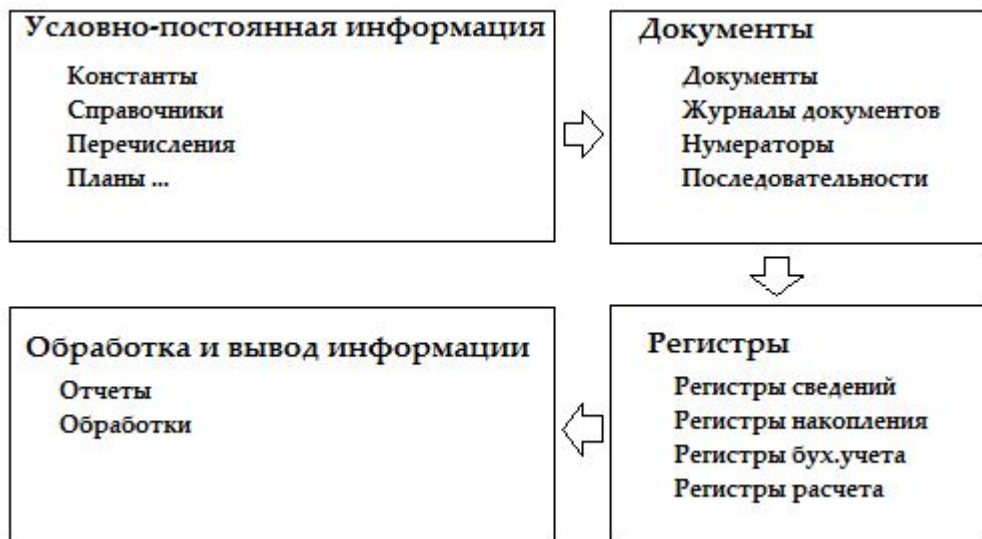 Условно-постоянная информация
Константы
Справочники
Перечисления
Планы ...
Документы
Документы
Журналы документов
Нумераторы
Последовательности
Обработка и вывод информации
Отчеты
Обработки
Регистры
Регистры сведений
Регистры накопления
Регистры бух.учета
Регистры расчета